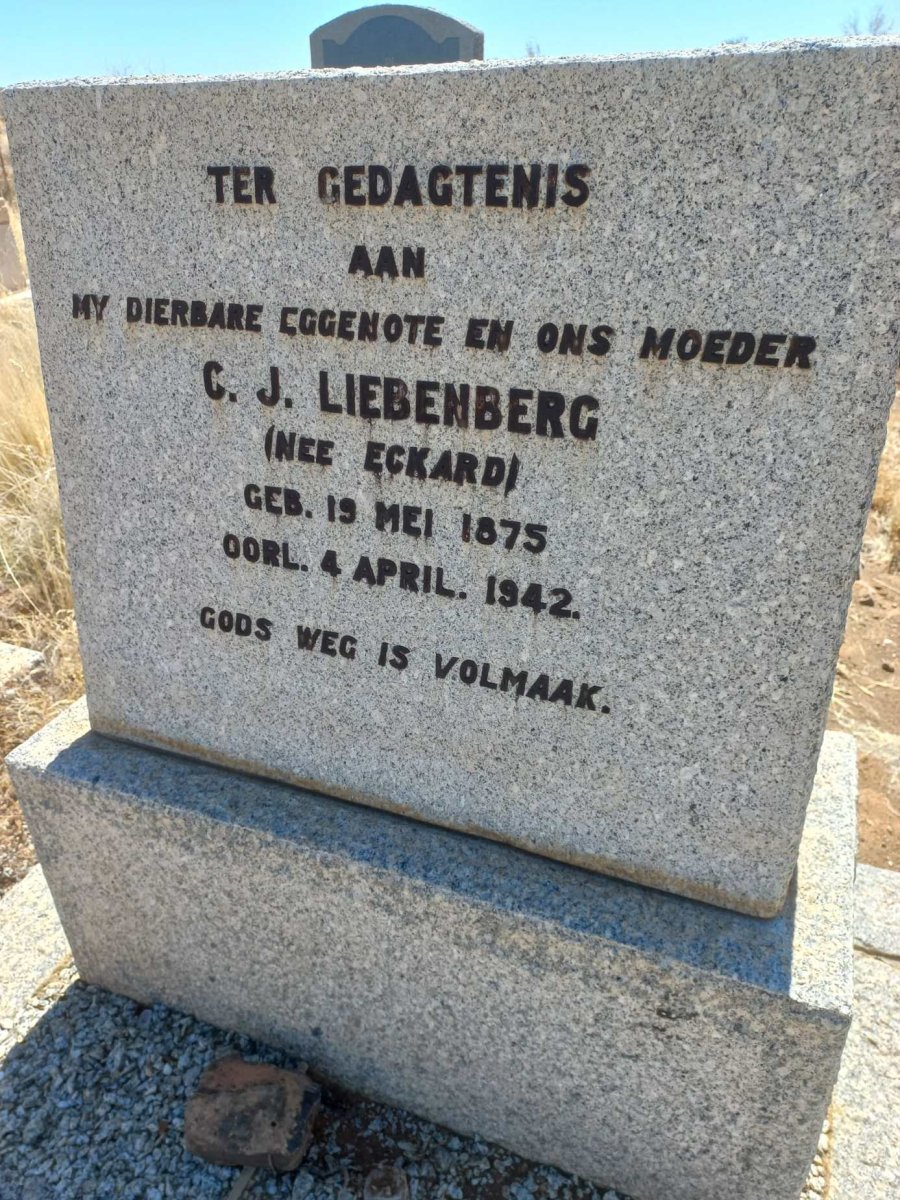 TER GEDAGTENIS
AAN
MY DIERBARE EGGENOTE EN ONS MOEDER
C. J. LIEBENBERG
(NEE ECKARD)
GEB. 19 MEI 1875
OORL. 4 APRIL. 1942.
GODS WEG IS VOLMAAK.